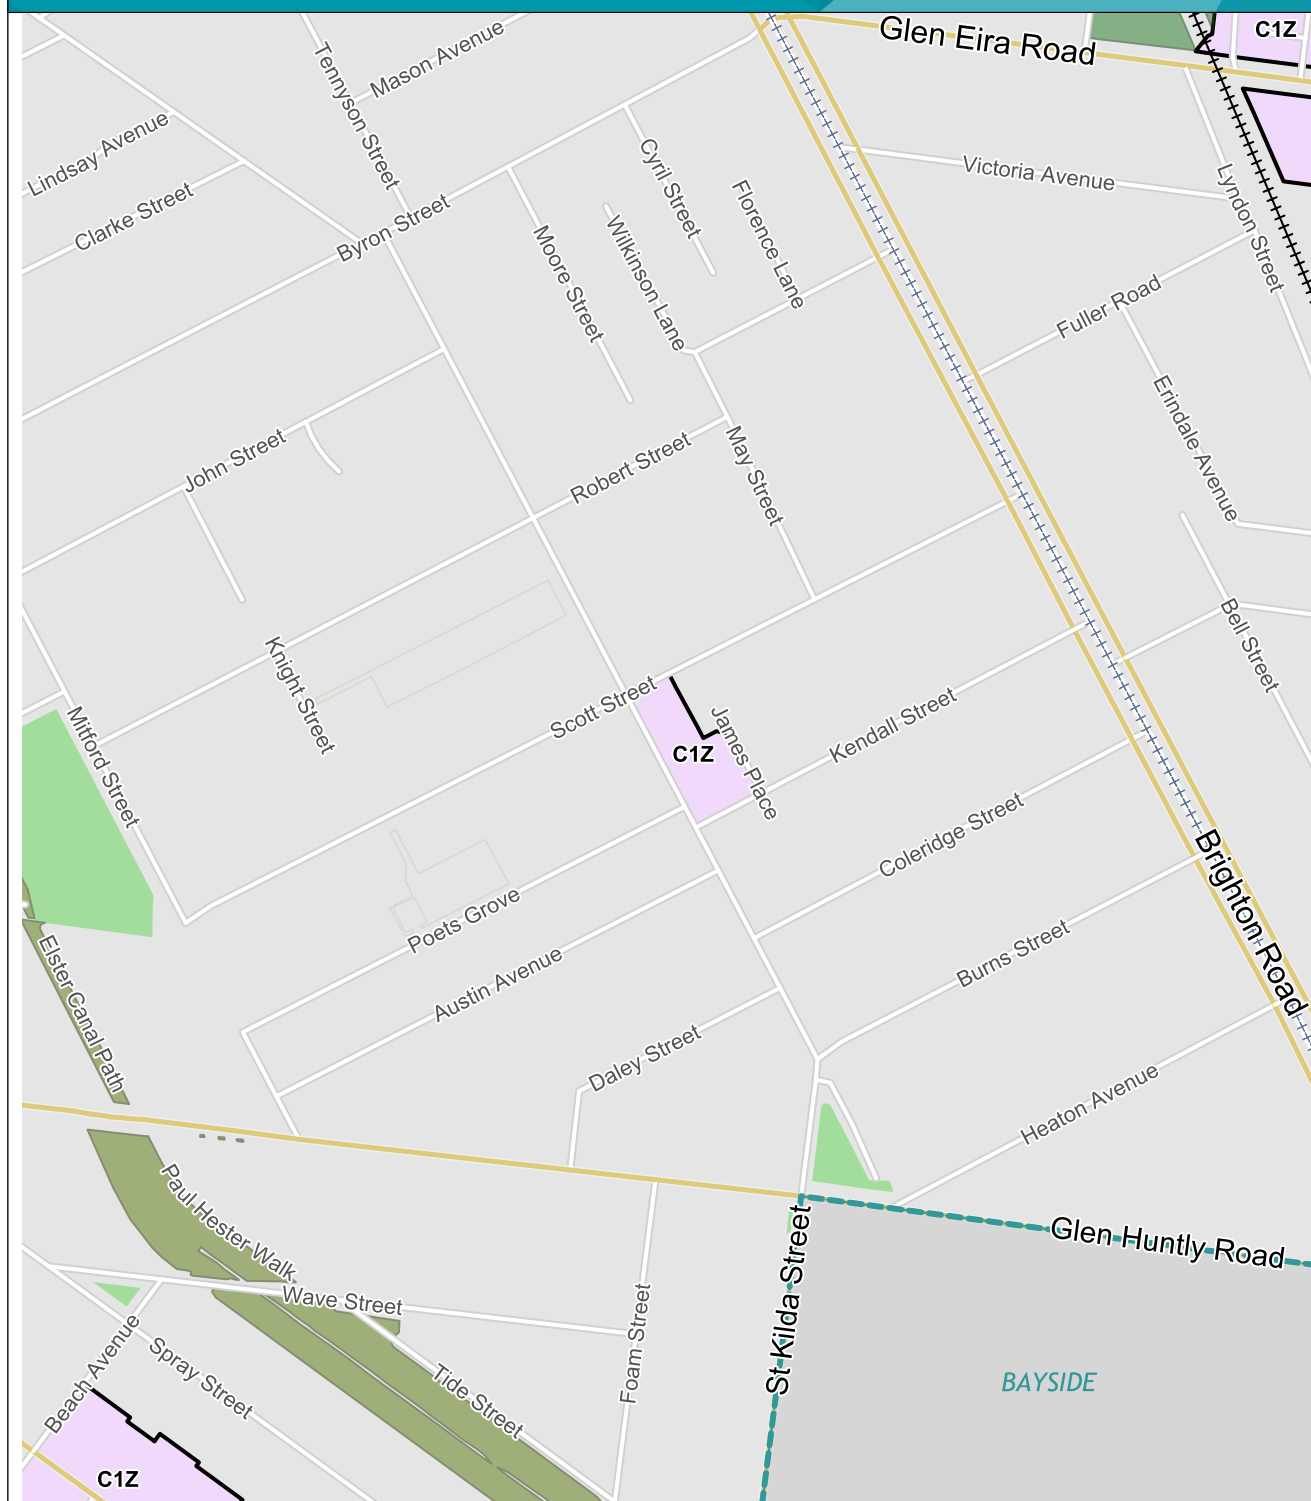 Glen Eira Road
C1Z
Mason Avenue
Tennyson Street
Lindsay Avenue
Clarke Street
Byron Street
Cyril Street
Florence Lane
Victoria Avenue
Lyndon Street
Moore Street
Wilkinson Lane
Fuller Road
Erindale Avenue
John Street
Robert Street
May Street
Knight Street
Bell Street
Mitford Street
Scott Street
C1Z
James Place
Kendall Street
Coleridge Street
Brighton Road
Poets Grove
Austin Avenue
Burns Street
Elster Canal Path
Daley Street
Heaton Avenue
Paul Hester Walk
Glen Huntly Road
St Kilda Street
Wave Street
Foam Street
Beach Avenue
Spray Street
Tide Street
BAYSIDE
C1Z